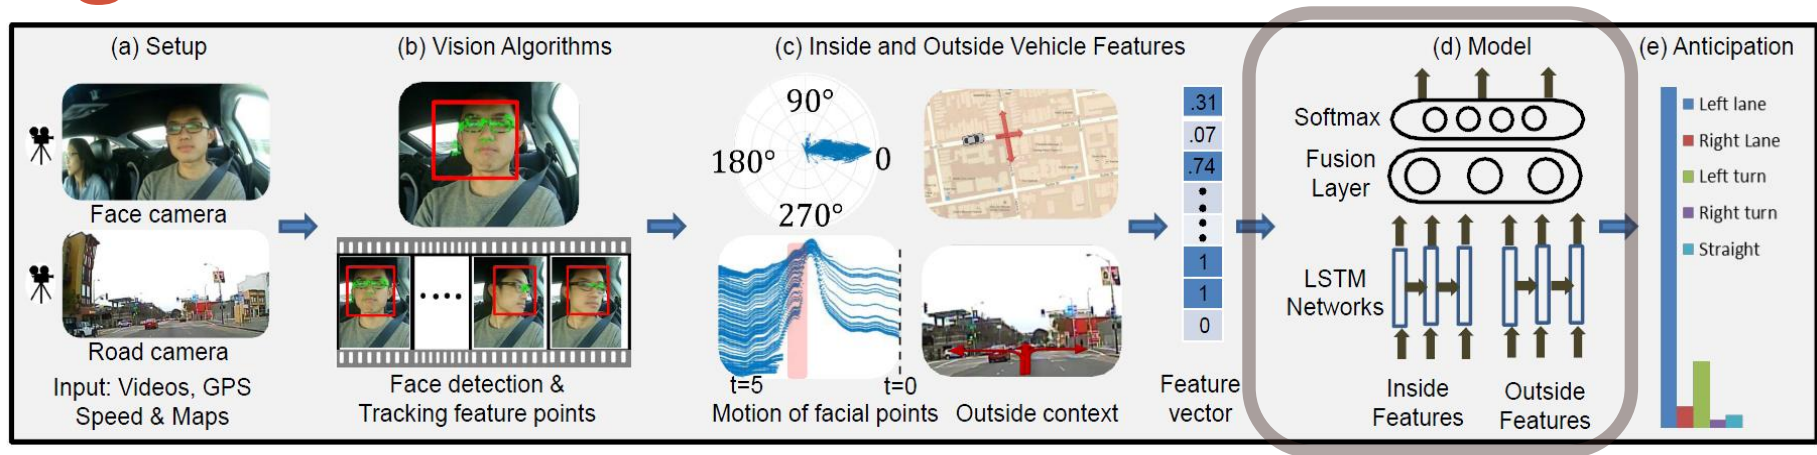 (a) Setup
Face camera
Road camera
Input: Videos, GPS
Speed & Maps
(b) Vision Algorithms
Face detection &
Tracking feature points
(c) Inside and Outside Vehicle Features
90°
180°
0
270°
t=5
t=0
Motion of facial points
Outside context
.31
.07
.74
1
1
0
Feature
vector
(d) Model
Softmax
Fusion
Layer
LSTM
Networks
Inside
Features
Outside
Features
(e) Anticipation
Left lane
Right Lane
Left turn
Right turn
Straight